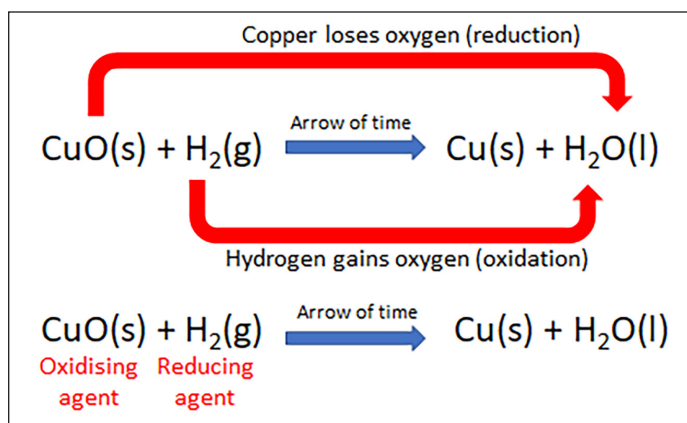 Copper loses oxygen (reduction)
Arrow of time
CuO(s) + H₂(g) Cu(s) + H₂O(l)
Hydrogen gains oxygen (oxidation)
Arrow of time
CuO(s) + H₂(g) Cu(s) + H₂O(l)
Oxidising Reducing
agent agent